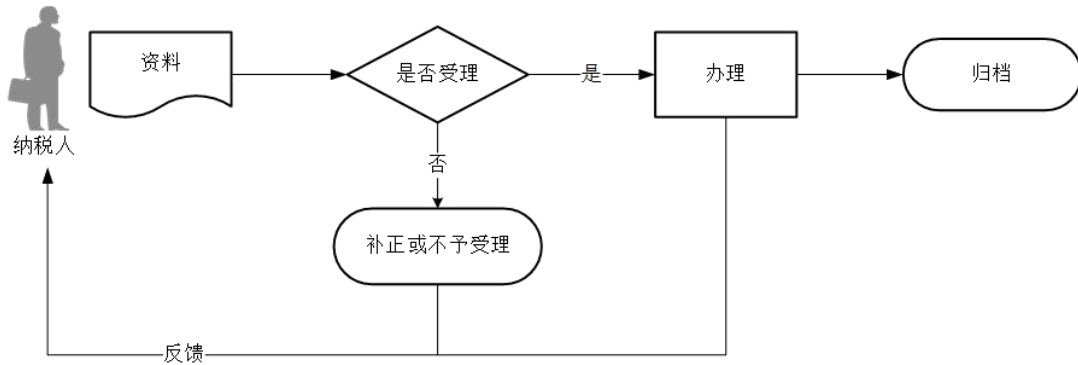 纳税人
资料
是否受理
是
办理
归档
否
补正或不予受理
反馈